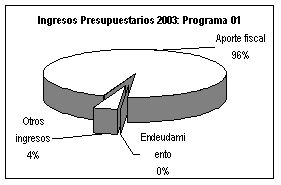 Ingresos Presupuestarios 2003: Programa 01
Aporte fiscal
96%
Otros
ingresos
4%
Endeudami
ento
0%